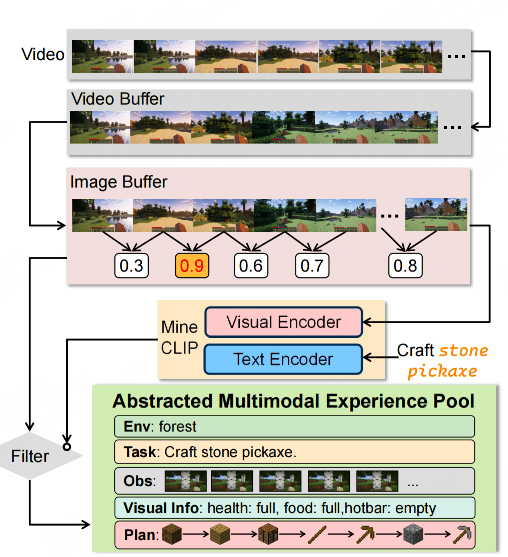 Video
...
Video Buffer
...
Image Buffer
...
0.3 0.9 0.6 0.7 0.8
Mine
CLIP
Visual Encoder
Text Encoder
Craft stone
pickaxe
Abstracted Multimodal Experience Pool
Env: forest
Task: Craft stone pickaxe.
Filter
Obs: ...
Visual Info: health: full, food: full,hotbar: empty
Plan: